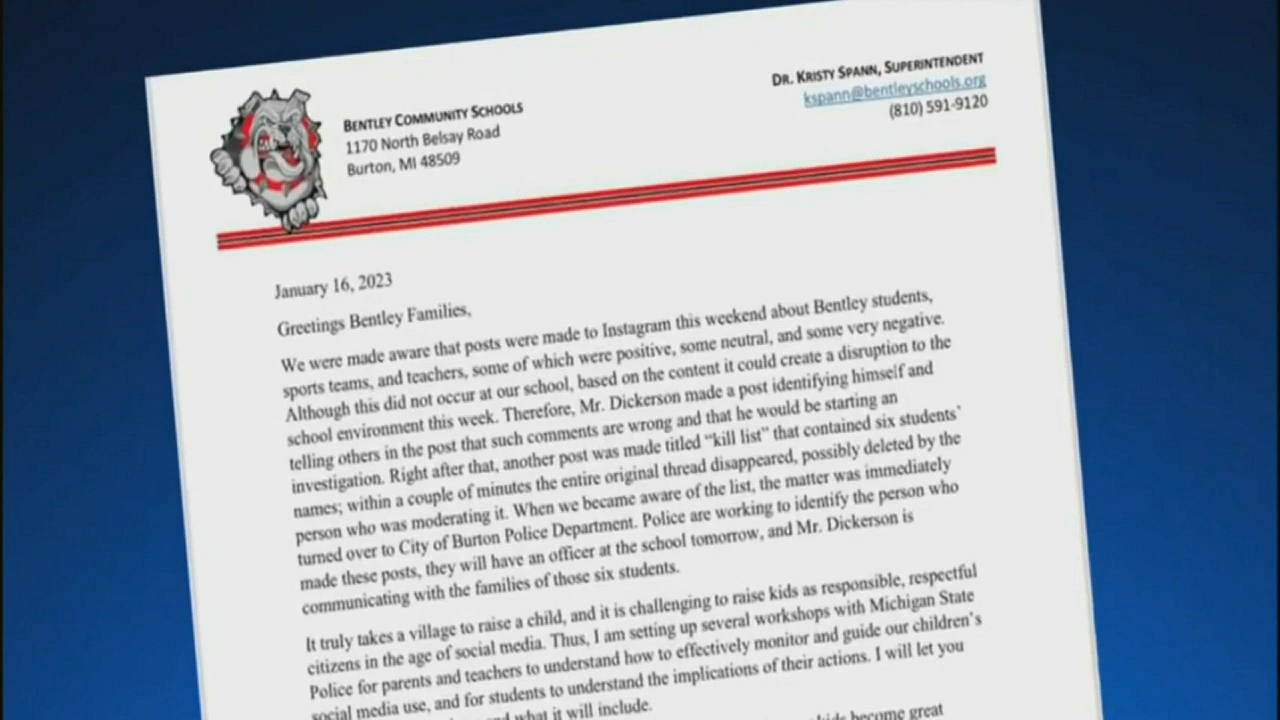 BENTLEY COMMUNITY SCHOOLS
1170 North Belsay Road
Burton, MI 48509
DR. KRISTY SPANN, SUPERINTENDENT
kspann@bentleyschools.org
(810) 591-9120
January 16, 2023
Greetings Bentley Families,
We were made aware that posts were made to Instagram this weekend about Bentley students,
sports teams, and teachers, some of which were positive, some neutral, and some very negative.
Although this did not occur at our school, based on the content it could create a disruption to the
school environment this week. Therefore, Mr. Dickerson made a post identifying himself and
telling others in the post that such comments are wrong and that he would be starting an
investigation. Right after that, another post was made titled “kill list” that contained six students’
names; within a couple of minutes the entire original thread disappeared, possibly deleted by the
person who was moderating it. When we became aware of the list, the matter was immediately
turned over to City of Burton Police Department. Police are working to identify the person who
made these posts, they will have an officer at the school tomorrow, and Mr. Dickerson is
communicating with the families of those six students.
It truly takes a village to raise a child, and it is challenging to raise kids as responsible, respectful
citizens in the age of social media. Thus, I am setting up several workshops with Michigan State
Police for parents and teachers to understand how to effectively monitor and guide our children’s
social media use, and for students to understand the implications of their actions. I will let you
and what it will include.
kids become great